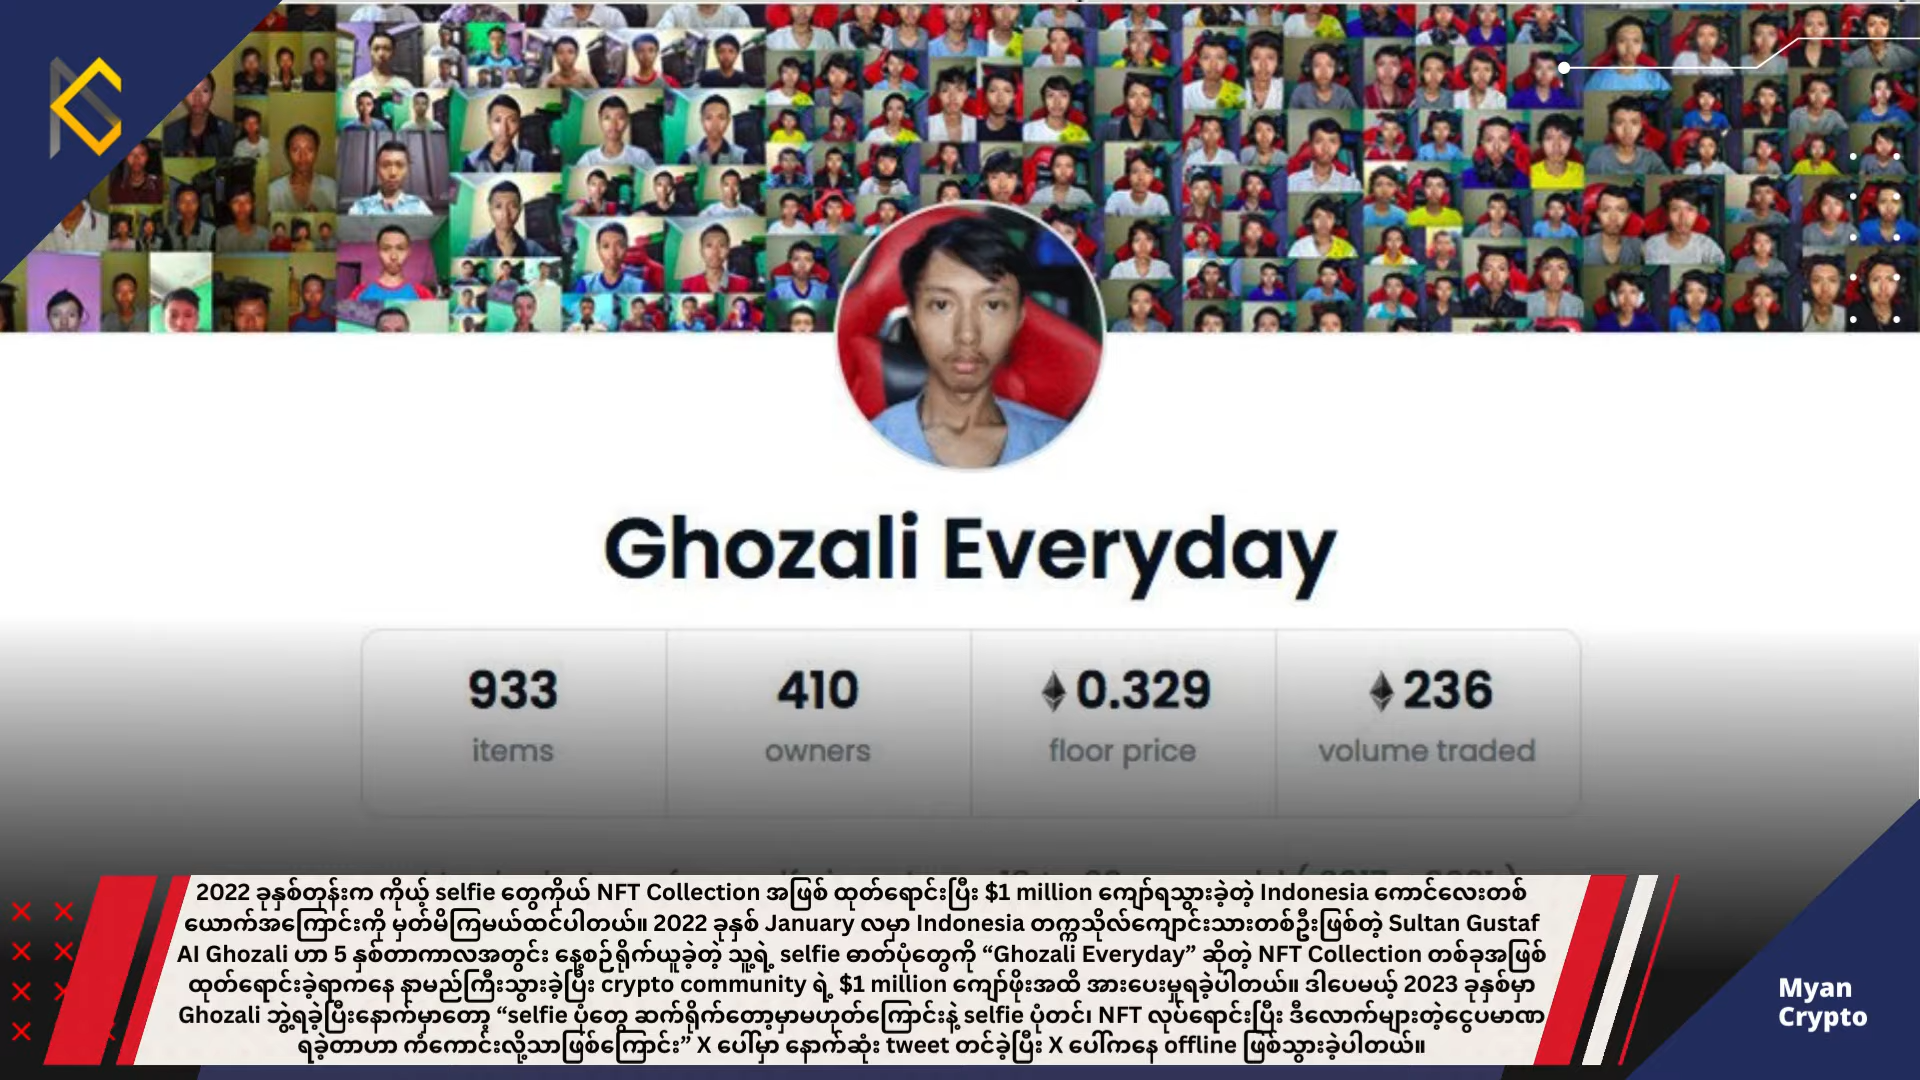 Ghozali Everyday
933
items
410
owners
0.329
floor price
236
volume traded
2022 ခုနှစ်တုန်းက ကိုယ့် selfie တွေကိုယ် NFT Collection အဖြစ် ထုတ်ရောင်းပြီး $1 million ကျော်ရသွားခဲ့တဲ့ Indonesia ကောင်လေးတစ်
ယောက်အကြောင်းကို မှတ်မိကြမယ်ထင်ပါတယ်။ 2022 ခုနှစ် January လမှာ Indonesia တက္ကသိုလ်ကျောင်းသားတစ်ဦးဖြစ်တဲ့ Sultan Gustaf
AI Ghozali ဟာ 5 နှစ်တာကာလအတွင်း နေ့စဉ်ရိုက်ယူခဲ့တဲ့ သူ့ရဲ့ selfie ဓာတ်ပုံတွေကို “Ghozali Everyday” ဆိုတဲ့ NFT Collection တစ်ခုအဖြစ်
ထုတ်ရောင်းခဲ့ရာကနေ နာမည်ကြီးသွားခဲ့ပြီး crypto community ရဲ့ $1 million ကျော်ဖိုးအထိ အားပေးမှုရခဲ့ပါတယ်။ ဒါပေမယ့် 2023 ခုနှစ်မှာ
Ghozali ဘွဲ့ရခဲ့ပြီးနောက်မှာတော့ “selfie ပုံတွေ ဆက်ရိုက်တော့မှာမဟုတ်ကြောင်းနဲ့ selfie ပုံတင်၊ NFT လုပ်ရောင်းပြီး ဒီလောက်များတဲ့ငွေပမာဏ
ရခဲ့တာဟာ ကံကောင်းလို့သာဖြစ်ကြောင်း” X ပေါ်မှာ နောက်ဆုံး tweet တင်ခဲ့ပြီး X ပေါ်ကနေ offline ဖြစ်သွားခဲ့ပါတယ်။
Myan
Crypto